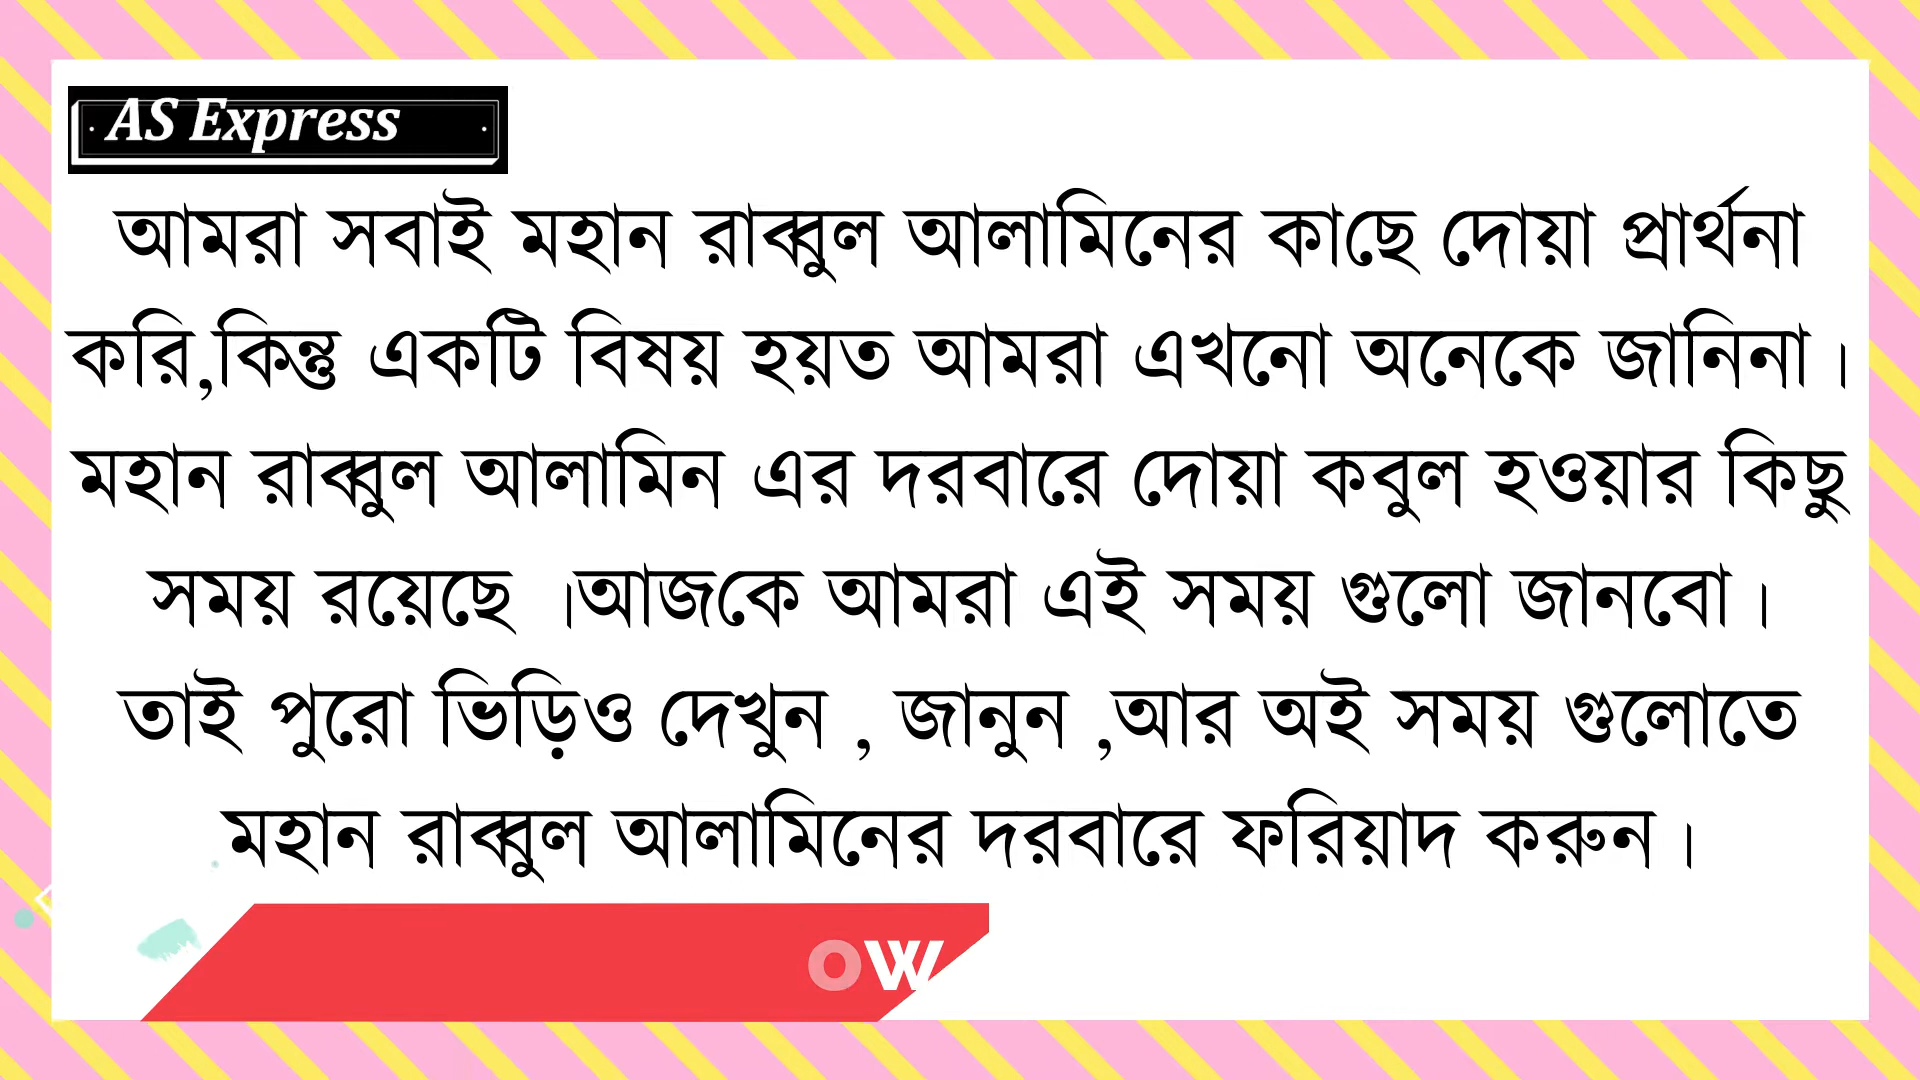 AS Express
আমরা সবাই মহান রাব্বুল আলামিনের কাছে দোয়া প্রার্থনা
করি,কিন্তু একটি বিষয় হয়ত আমরা এখনো অনেকে জানিনা।
মহান রাব্বুল আলামিন এর দরবারে দোয়া কবুল হওয়ার কিছু
সময় রয়েছে ।আজকে আমরা এই সময় গুলো জানবো।
তাই পুরো ভিড়িও দেখুন , জানুন ,আর অই সময় গুলোতে
মহান রাব্বুল আলামিনের দরবারে ফরিয়াদ করুন।
OW